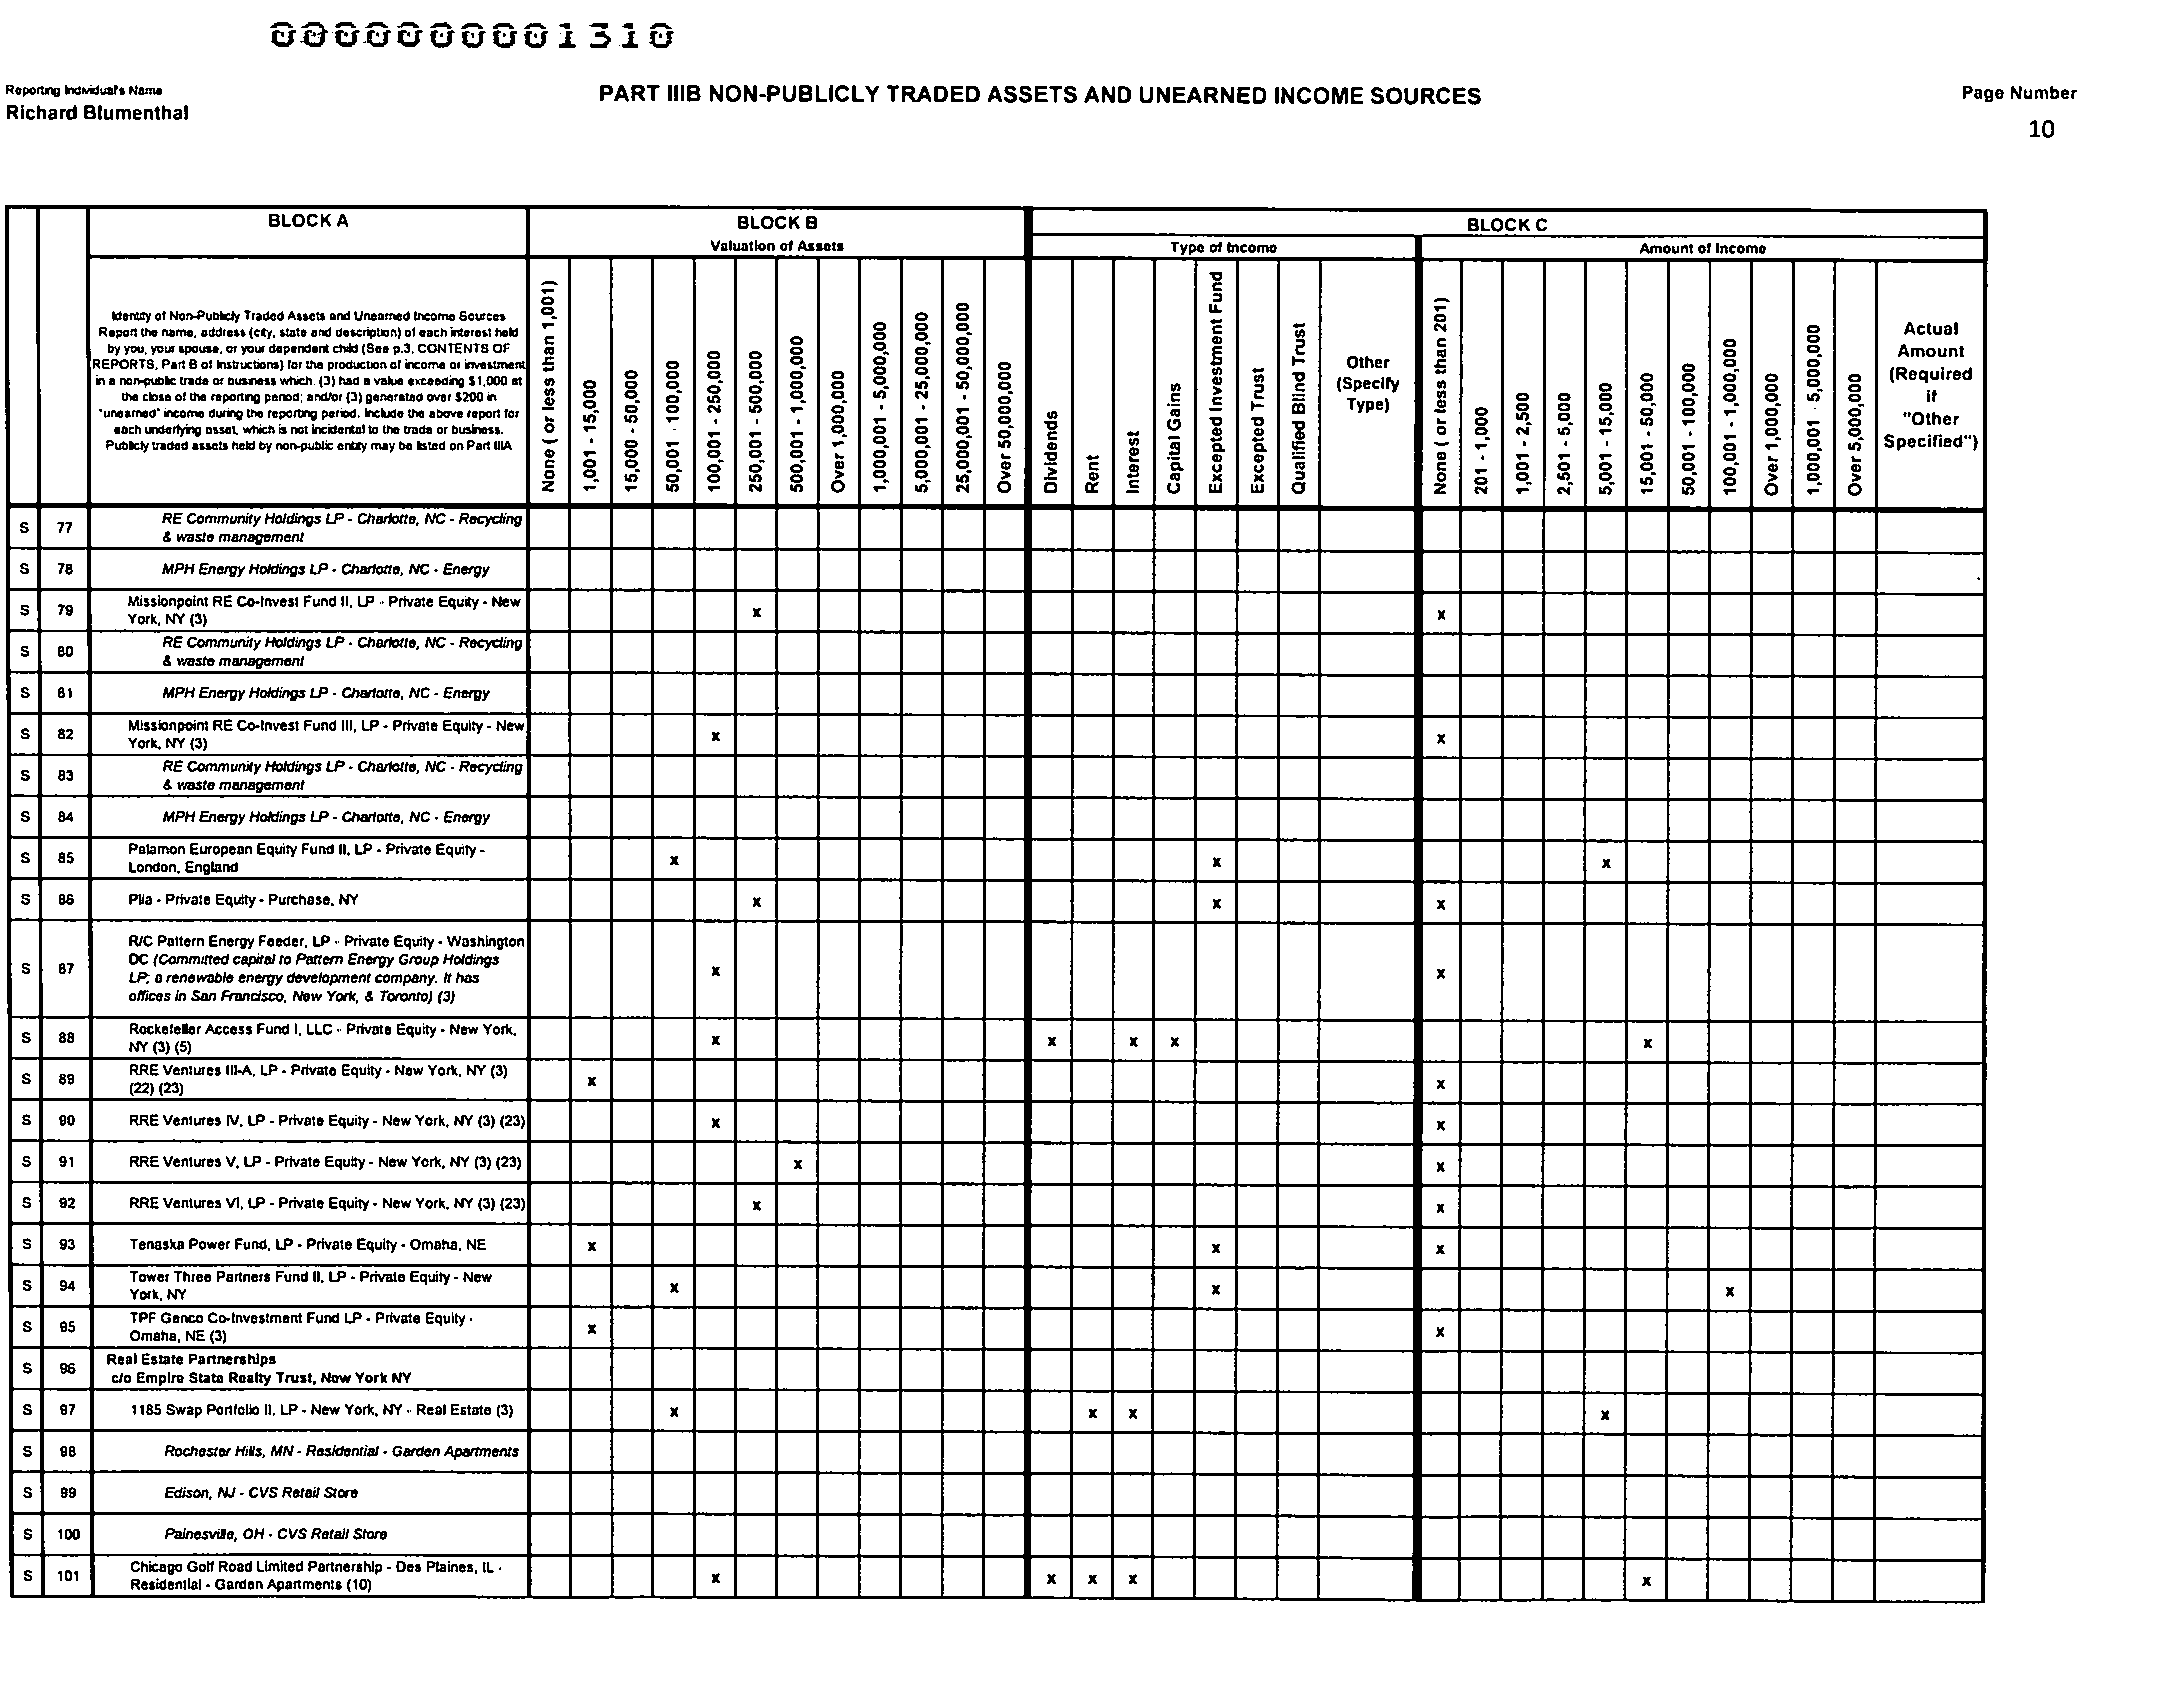 0000000001310
Reporting Individual's Name
Richard Blumenthal
PART IIIB NON-PUBLICLY TRADED ASSETS AND UNEARNED INCOME SOURCES
Page Number
10
BLOCK A
BLOCK B
Valuation of Assets
BLOCK C
Type of Income
Amount of Income
Identity of Non-Publicly Traded Assets and Unearned Income Sources
Report the name, address (city, state and description) of each interest held
by you, your spouse, or your dependent child (See p.3, CONTENTS OF
REPORTS, Part B of Instructions) for the production of income or investment
in a non-public trade or business which. (3) had a value exceeding $1,000 at
the close of the reporting period; and/or (3) generated over $200 in
"unearned" income during the reporting period. Include the above report for
each underlying asset, which is not incidental to the trade or business.
Publicly traded assets held by non-public entity may be listed on Part IIIA
None ( or less than 1,001)
1,001 - 15,000
15,000 - 50,000
50,001 - 100,000
100,001 - 250,000
250,001 - 500,000
500,001 - 1,000,000
Over 1,000,000
1,000,001 - 5,000,000
5,000,001 - 25,000,000
25,000,001 - 50,000,000
Over 50,000,000
Dividends
Rent
Interest
Capital Gains
Excepted Investment Fund
Excepted Trust
Qualified Blind Trust
Other
(Specify
Type)
None ( or less than 201)
201 - 1,000
1,001 - 2,500
2,501 - 5,000
5,001 - 15,000
15,001 - 50,000
50,001 - 100,000
100,001 - 1,000,000
Over 1,000,000
1,000,001 - 5,000,000
Over 5,000,000
Actual
Amount
(Required
if
"Other
Specified")
S 77 RE Community Holdings LP - Charlotte, NC - Recycling
& waste management
S 78 MPH Energy Holdings LP - Charlotte, NC - Energy
S 79 Missionpoint RE Co-Invest Fund II, LP - Private Equity - New
York, NY (3) x x
S 80 RE Community Holdings LP - Charlotte, NC - Recycling
& waste management
S 81 MPH Energy Holdings LP - Charlotte, NC - Energy
S 82 Missionpoint RE Co-Invest Fund III, LP - Private Equity - New
York, NY (3) x x
S 83 RE Community Holdings LP - Charlotte, NC - Recycling
& waste management
S 84 MPH Energy Holdings LP - Charlotte, NC - Energy
S 85 Palamon European Equity Fund II, LP - Private Equity -
London, England x x x
S 86 Plia - Private Equity - Purchase, NY x x x
S 87 R/C Pattern Energy Feeder, LP - Private Equity - Washington
DC (Committed capital to Pattern Energy Group Holdings
LP; a renewable energy development company. It has
offices in San Francisco, New York, & Toronto) (3) x x
S 88 Rockefeller Access Fund I, LLC - Private Equity - New York,
NY (3) (5) x x x x x
S 89 RRE Ventures III-A, LP - Private Equity - New York, NY (3)
(22) (23) x x
S 90 RRE Ventures IV, LP - Private Equity - New York, NY (3) (23) x x
S 91 RRE Ventures V, LP - Private Equity - New York, NY (3) (23) x x
S 92 RRE Ventures VI, LP - Private Equity - New York, NY (3) (23) x x
S 93 Tenaska Power Fund, LP - Private Equity - Omaha, NE x x x
S 94 Tower Three Partners Fund II, LP - Private Equity - New
York, NY x x x
S 95 TPF Genco Co-Investment Fund LP - Private Equity -
Omaha, NE (3) x x
S 96 Real Estate Partnerships
c/o Empire State Realty Trust, New York NY
S 97 1185 Swap Portfolio II, LP - New York, NY - Real Estate (3) x x x x
S 98 Rochester Hills, MN - Residential - Garden Apartments
S 99 Edison, NJ - CVS Retail Store
S 100 Painesville, OH - CVS Retail Store
S 101 Chicago Golf Road Limited Partnership - Des Plaines, IL -
Residential - Garden Apartments (10) x x x x x